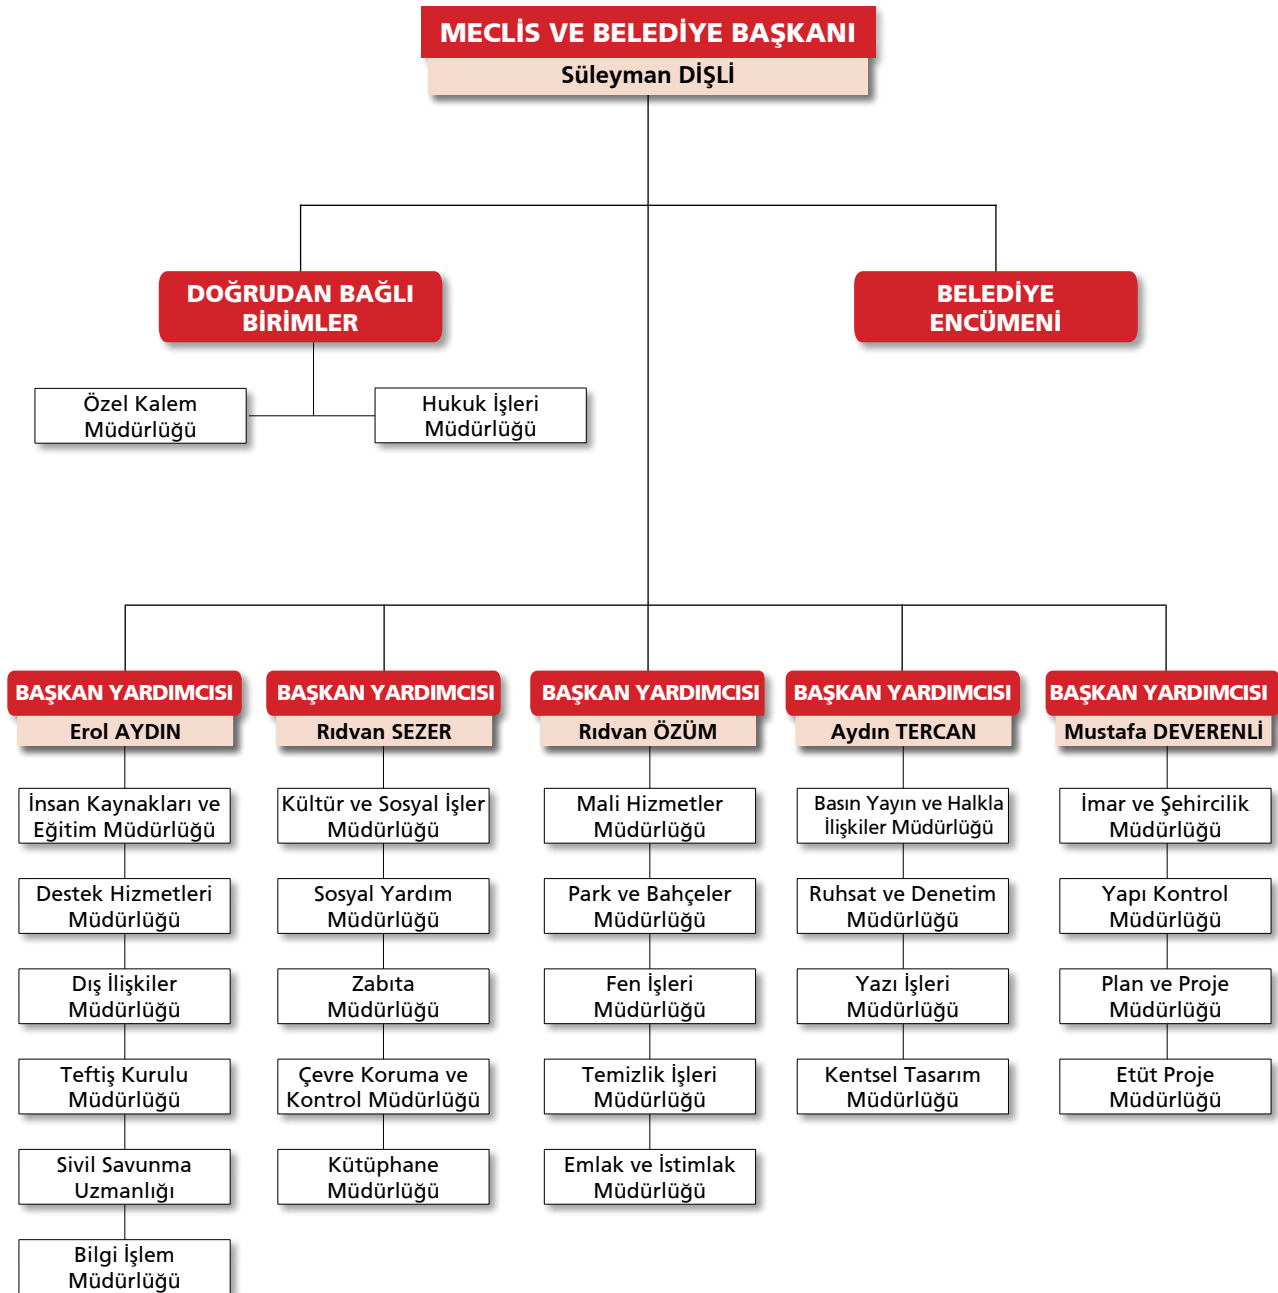 MECLİS VE BELEDİYE BAŞKANI
Süleyman DİŞLİ
DOĞRUDAN BAĞLI
BİRİMLER
BELEDİYE
ENCÜMENİ
Özel Kalem
Müdürlüğü
Hukuk İşleri
Müdürlüğü
BAŞKAN YARDIMCISI
Erol AYDIN
İnsan Kaynakları ve
Eğitim Müdürlüğü
Destek Hizmetleri
Müdürlüğü
Dış İlişkiler
Müdürlüğü
Teftiş Kurulu
Müdürlüğü
Sivil Savunma
Uzmanlığı
Bilgi İşlem
Müdürlüğü
BAŞKAN YARDIMCISI
Rıdvan SEZER
Kültür ve Sosyal İşler
Müdürlüğü
Sosyal Yardım
Müdürlüğü
Zabıta
Müdürlüğü
Çevre Koruma ve
Kontrol Müdürlüğü
Kütüphane
Müdürlüğü
BAŞKAN YARDIMCISI
Rıdvan ÖZÜM
Mali Hizmetler
Müdürlüğü
Park ve Bahçeler
Müdürlüğü
Fen İşleri
Müdürlüğü
Temizlik İşleri
Müdürlüğü
Emlak ve İstimlak
Müdürlüğü
BAŞKAN YARDIMCISI
Aydın TERCAN
Basın Yayın ve Halkla
İlişkiler Müdürlüğü
Ruhsat ve Denetim
Müdürlüğü
Yazı İşleri
Müdürlüğü
Kentsel Tasarım
Müdürlüğü
BAŞKAN YARDIMCISI
Mustafa DEVERENLİ
İmar ve Şehircilik
Müdürlüğü
Yapı Kontrol
Müdürlüğü
Plan ve Proje
Müdürlüğü
Etüt Proje
Müdürlüğü